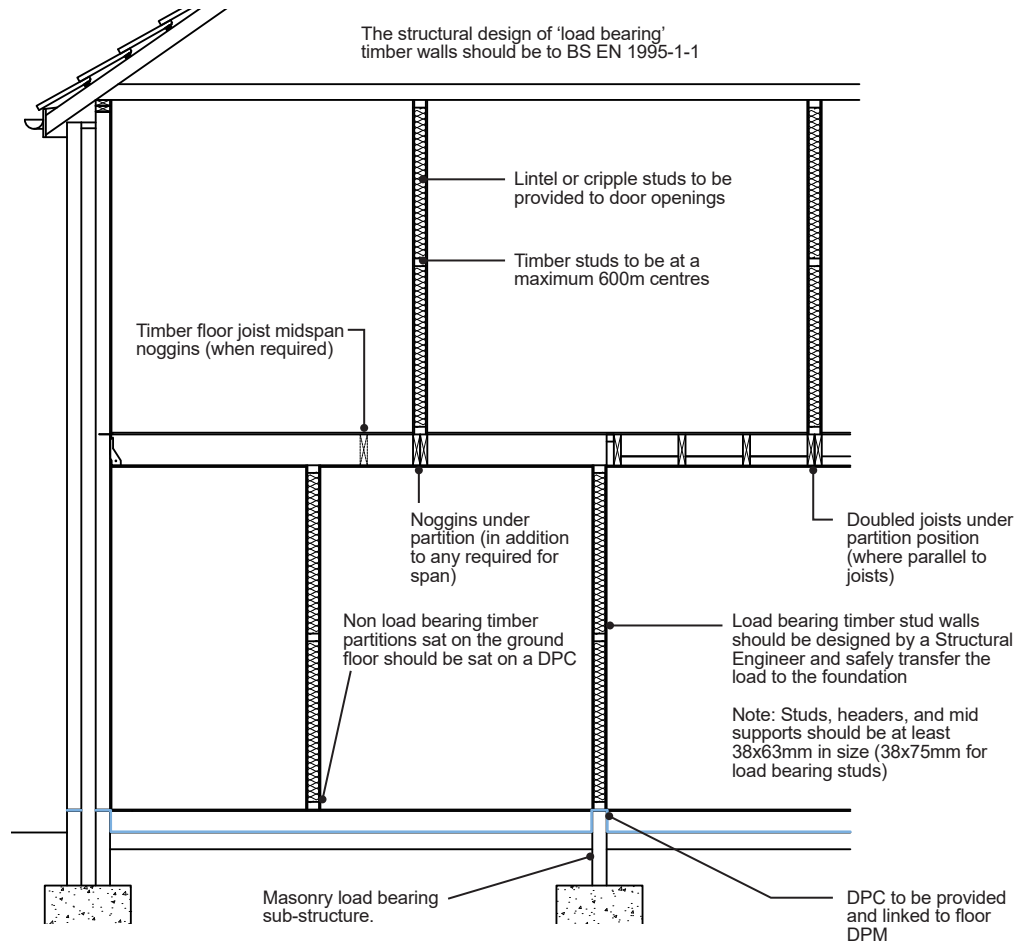 The structural design of ‘load bearing’
timber walls should be to BS EN 1995-1-1
Lintel or cripple studs to be
provided to door openings
Timber studs to be at a
maximum 600m centres
Timber floor joist midspan
noggins (when required)
Noggins under
partition (in addition
to any required for
span)
Doubled joists under
partition position
(where parallel to
joists)
Non load bearing timber
partitions sat on the ground
floor should be sat on a DPC
Load bearing timber stud walls
should be designed by a Structural
Engineer and safely transfer the
load to the foundation
Note: Studs, headers, and mid
supports should be at least
38x63mm in size (38x75mm for
load bearing studs)
Masonry load bearing
sub-structure.
DPC to be provided
and linked to floor
DPM